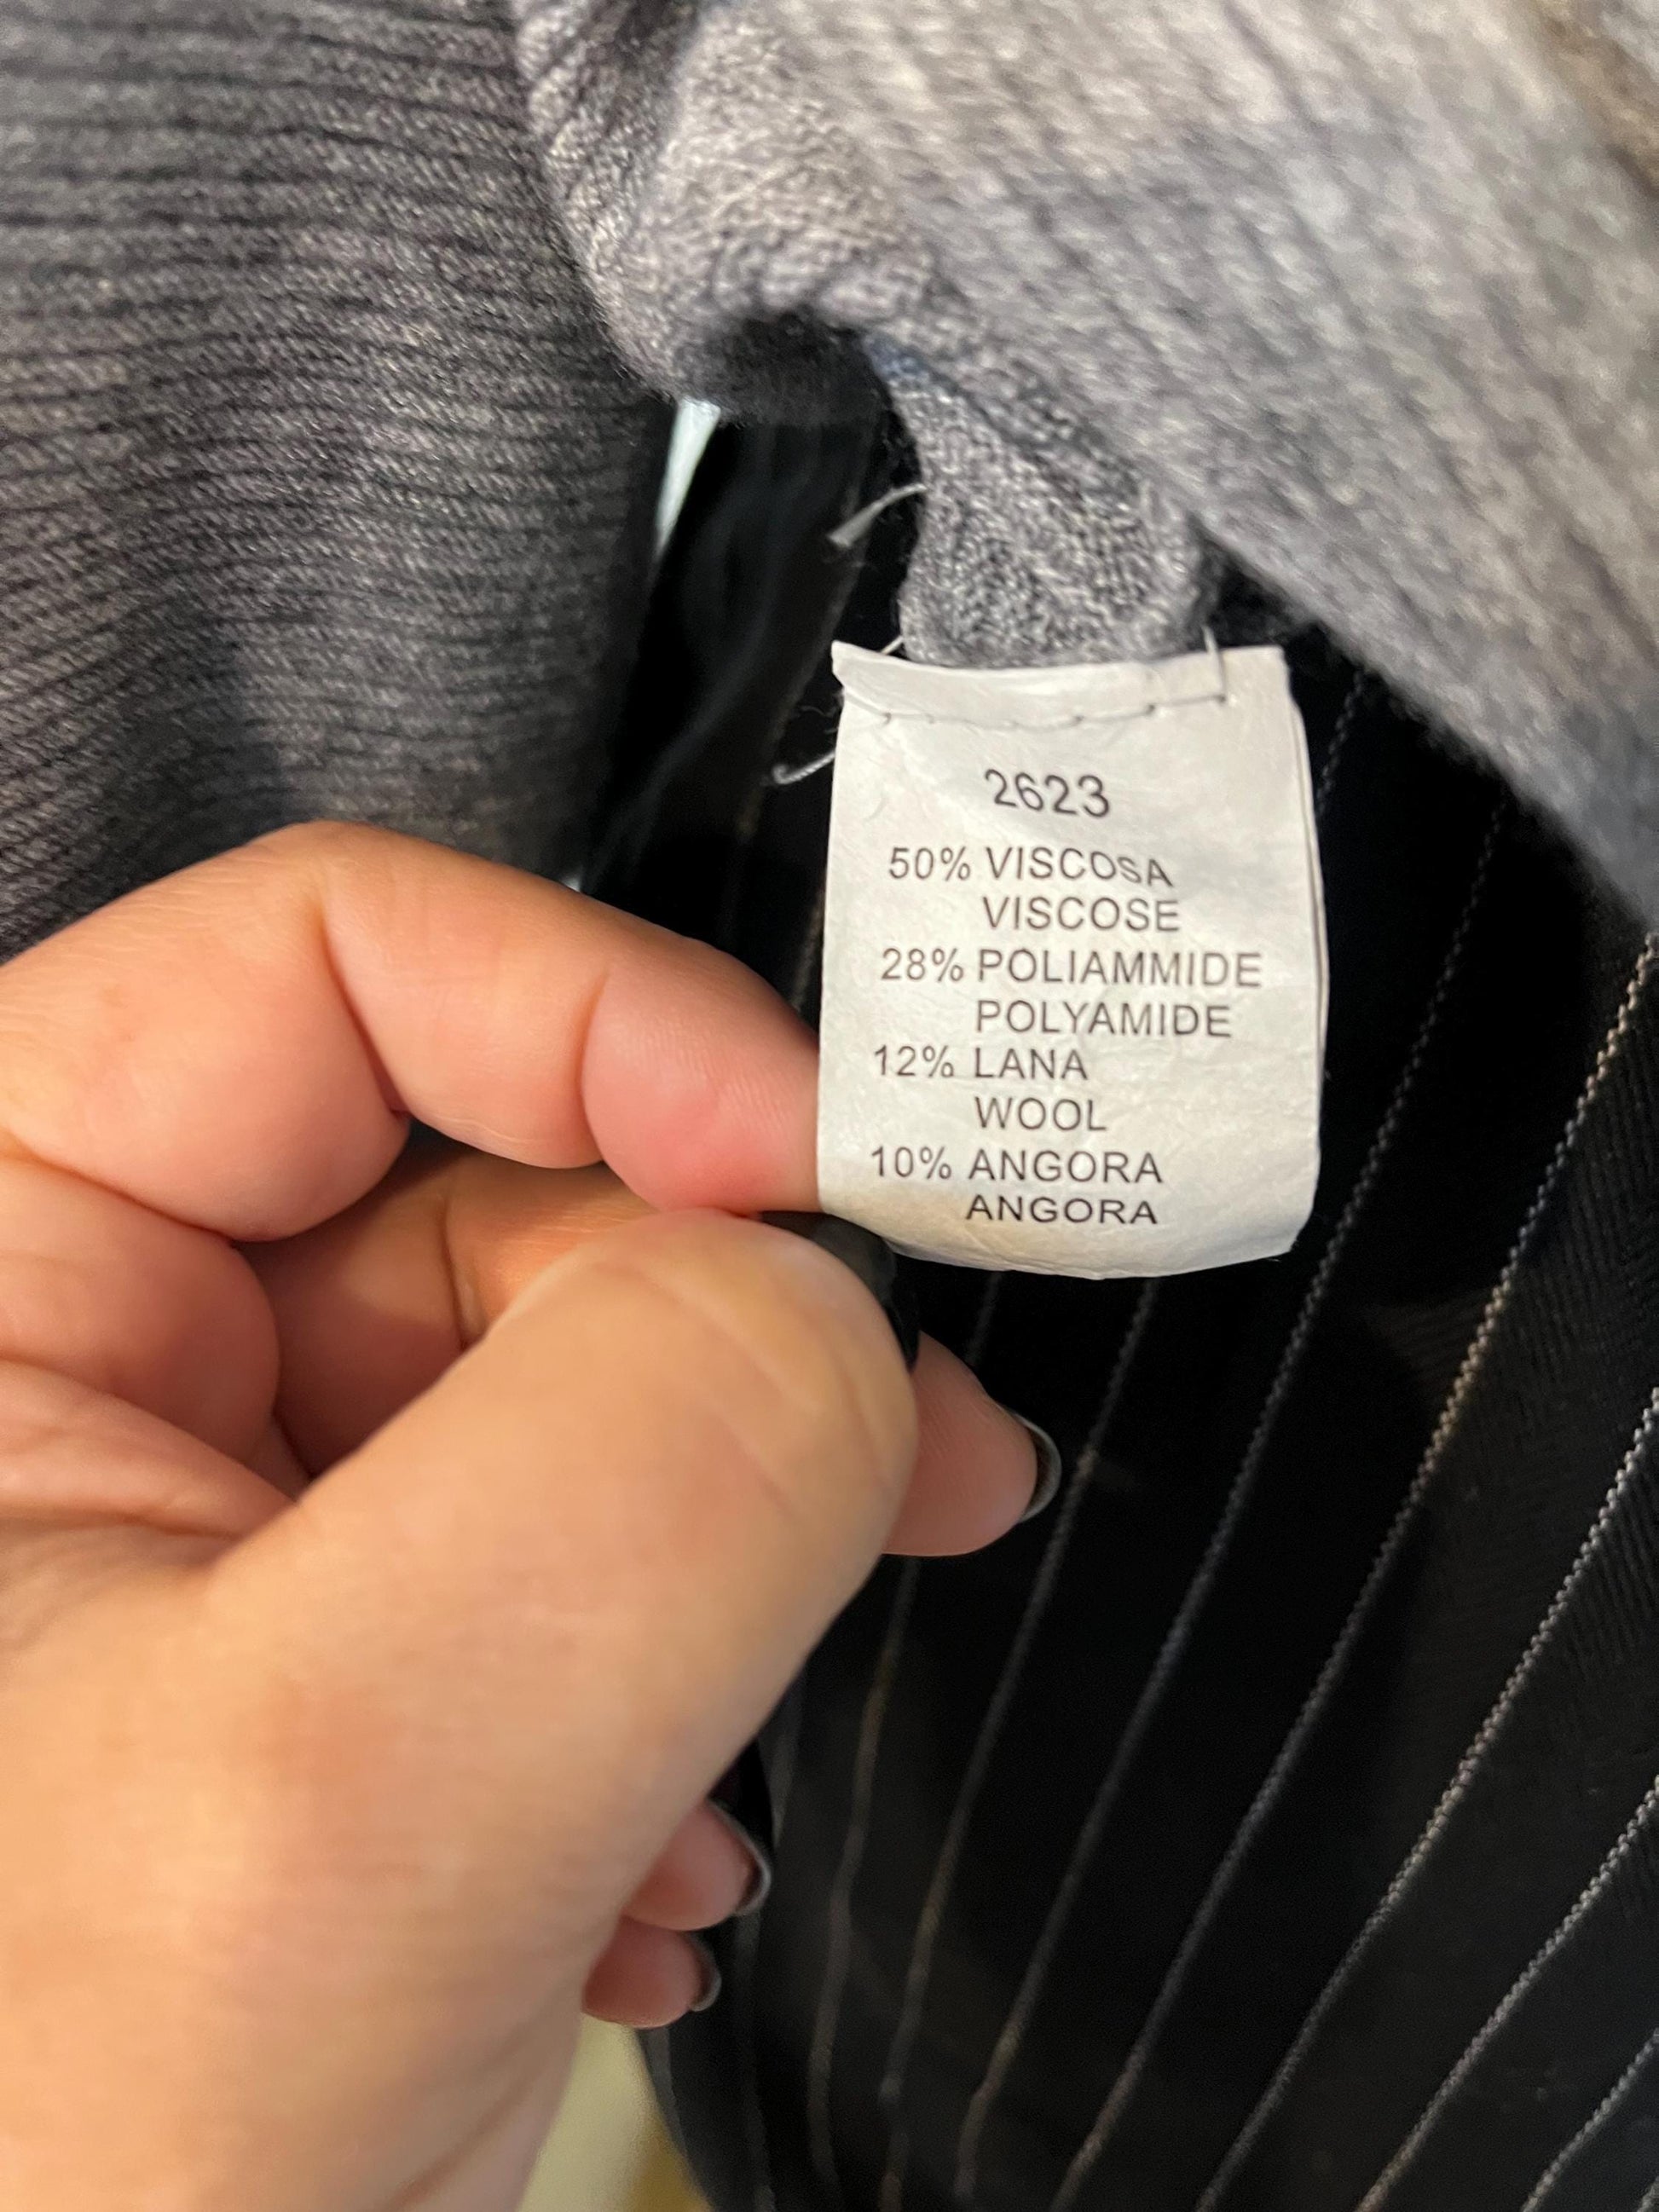 2623
50% VISCOSA
VISCOSE
28% POLIAMMIDE
POLYAMIDE
12% LANA
WOOL
10% ANGORA
ANGORA